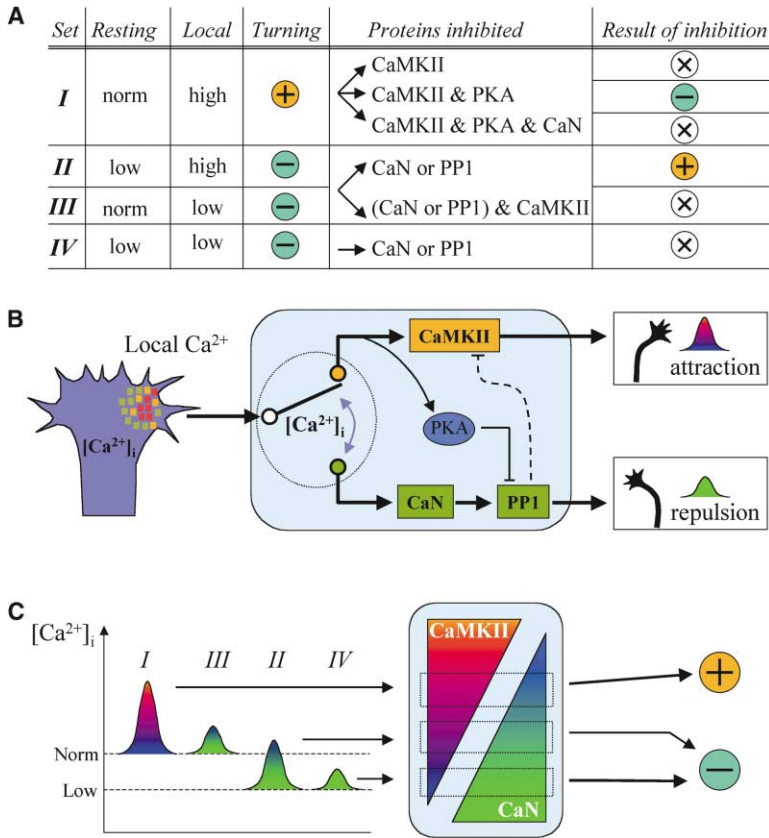 A
Set Resting Local Turning Proteins inhibited Result of inhibition
I norm high + CaMKII ×
CaMKII & PKA −
CaMKII & PKA & CaN ×
II low high − CaN or PP1 +
III norm low − (CaN or PP1) & CaMKII ×
IV low low − CaN or PP1 ×
B
Local Ca²⁺
[Ca²⁺]ᵢ
[Ca²⁺]ᵢ
CaMKII
PKA
CaN
PP1
attraction
repulsion
C
[Ca²⁺]ᵢ
I III II IV
Norm
Low
CaMKII
CaN
+
−